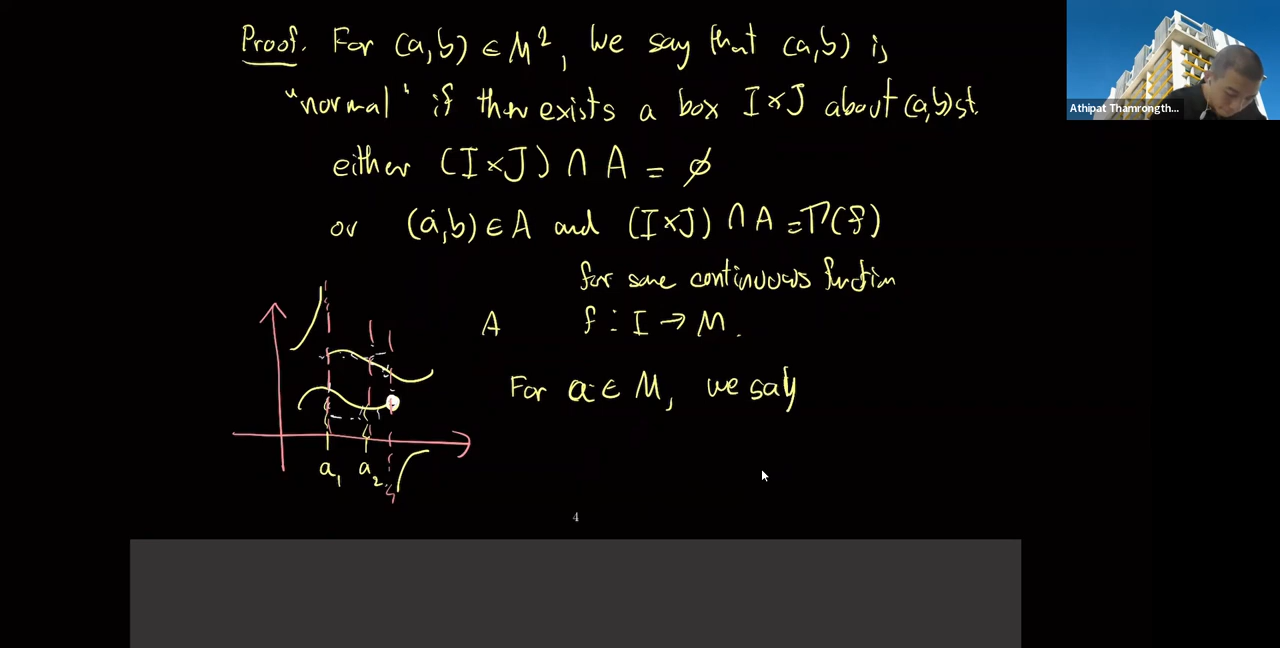 Proof. For (a,b) ∈ M², we say that (a,b) is
"normal" if there exists a box I×J about (a,b) st.
either (I×J) ∩ A = ∅
or (a,b) ∈ A and (I×J) ∩ A = Γ(f)
for some continuous function
A f : I → M.
For a ∈ M, we say
a₁ a₂
4
Athipat Thamrongth...